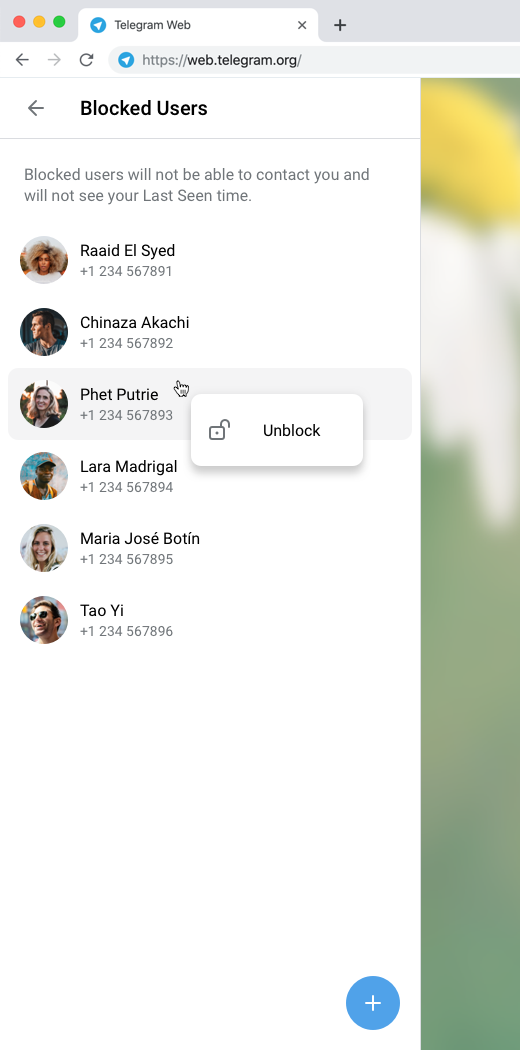 Telegram Web
https://web.telegram.org/
Blocked Users
Blocked users will not be able to contact you and
will not see your Last Seen time.
Raaid El Syed
+1 234 567891
Chinaza Akachi
+1 234 567892
Phet Putrie
+1 234 567893
Unblock
Lara Madrigal
+1 234 567894
Maria José Botín
+1 234 567895
Tao Yi
+1 234 567896